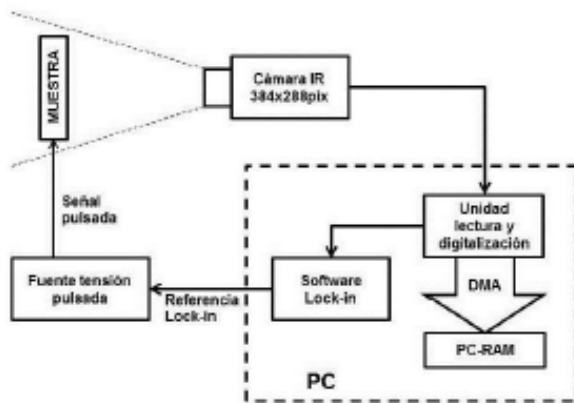 MUESTRA
Cámara IR
384x288pix
Señal
pulsada
Unidad
lectura y
digitalización
Fuente tensión
pulsada
Referencia
Lock-in
Software
Lock-in
DMA
PC-RAM
PC